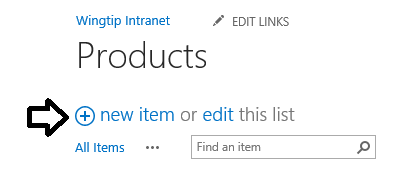 Wingtip Intranet EDIT LINKS
Products
new item or edit this list
All Items ... Find an item